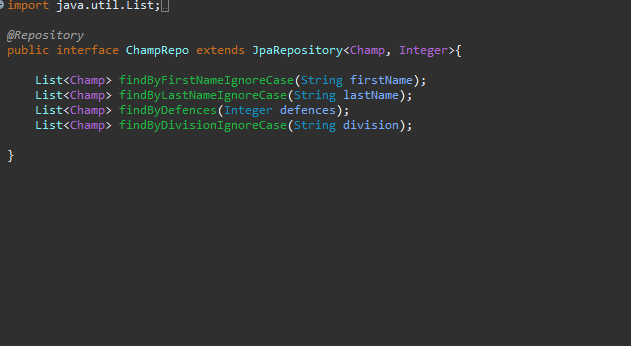 import java.util.List;
@Repository
public interface ChampRepo extends JpaRepository<Champ, Integer>{
List<Champ> findByFirstNameIgnoreCase(String firstName);
List<Champ> findByLastNameIgnoreCase(String lastName);
List<Champ> findByDefences(Integer defences);
List<Champ> findByDivisionIgnoreCase(String division);
}